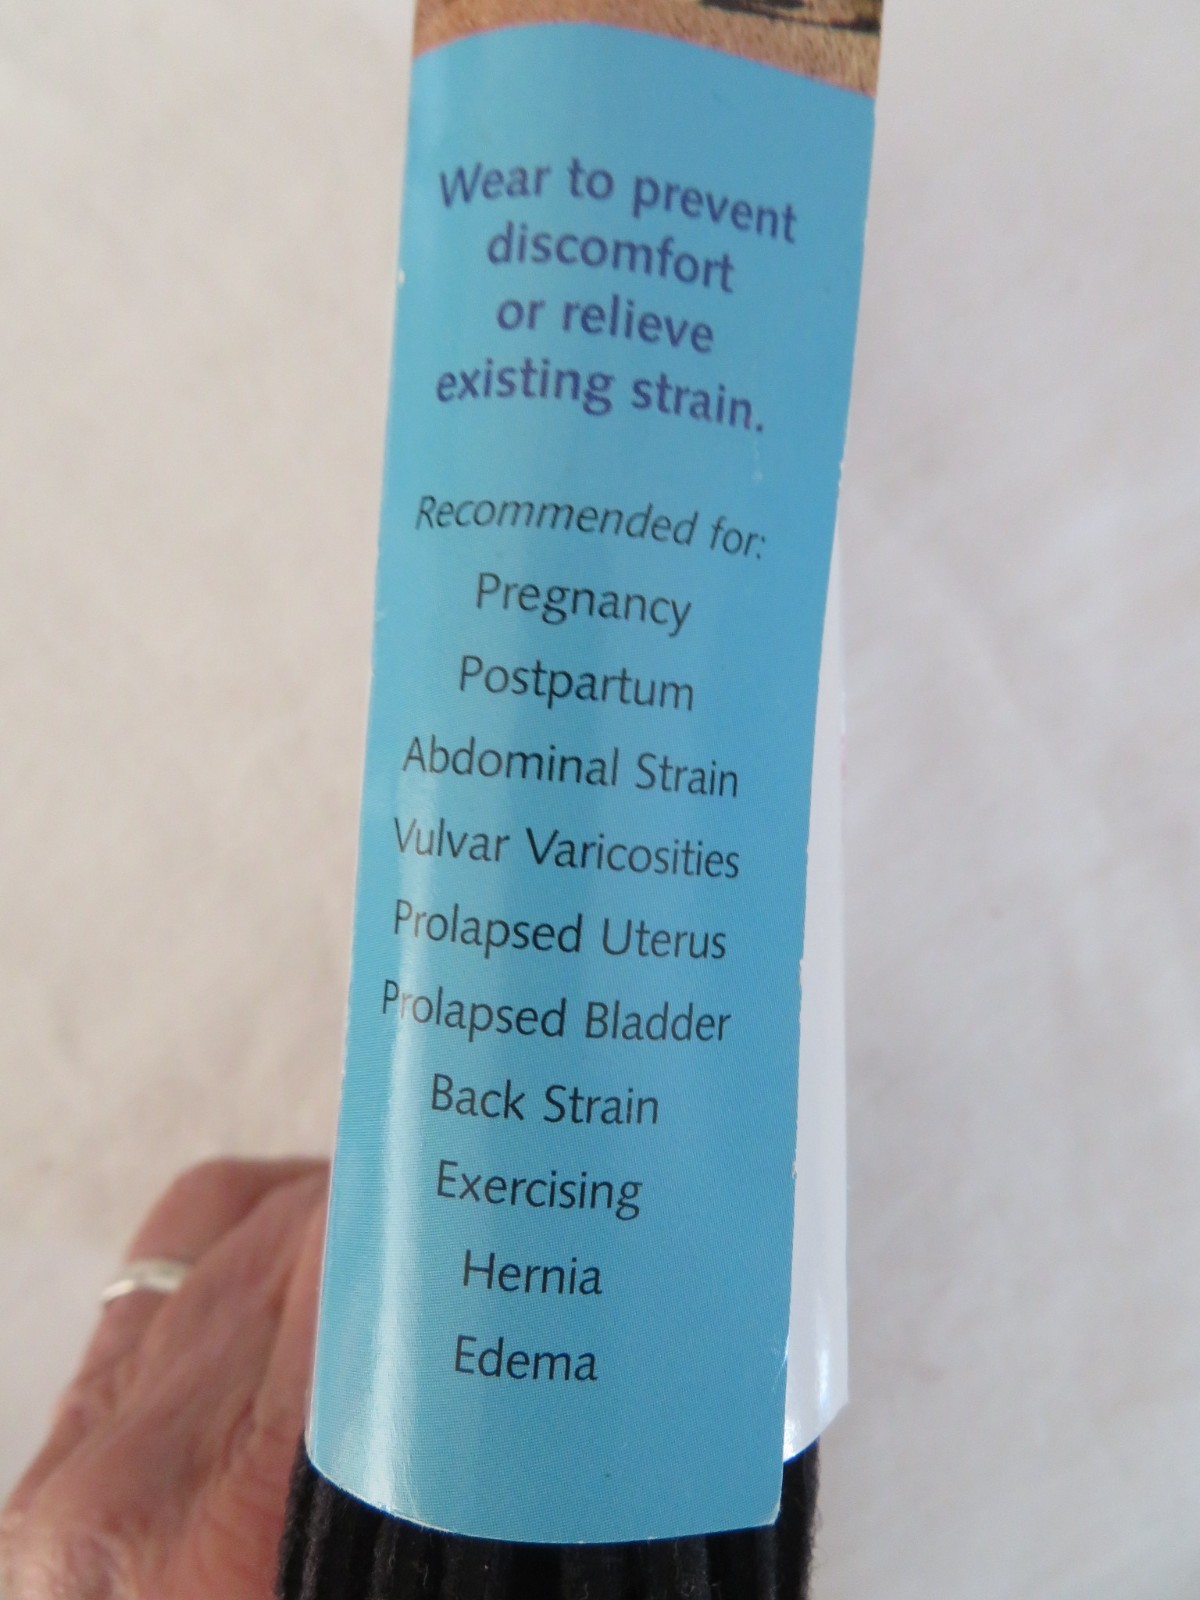 Wear to prevent
discomfort
or relieve
existing strain.
Recommended for:
Pregnancy
Postpartum
Abdominal Strain
Vulvar Varicosities
Prolapsed Uterus
Prolapsed Bladder
Back Strain
Exercising
Hernia
Edema